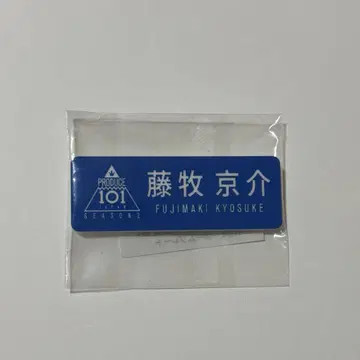 PRODUCE
101
JAPAN
SEASON2
藤牧 京介
FUJIMAKI KYOSUKE